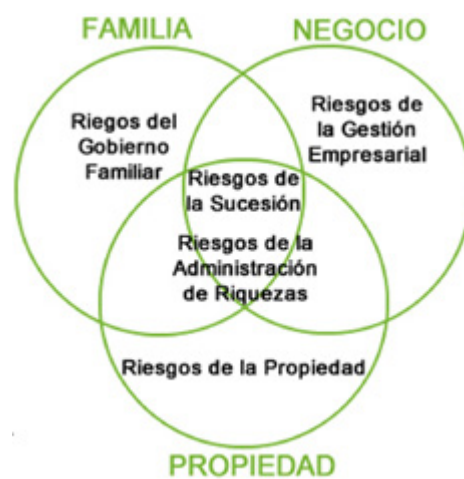 FAMILIA
NEGOCIO
Riegos del
Gobierno
Familiar
Riesgos de
la Gestión
Empresarial
Riesgos de
la Sucesión
Riesgos de la
Administración
de Riquezas
Riesgos de la Propiedad
PROPIEDAD